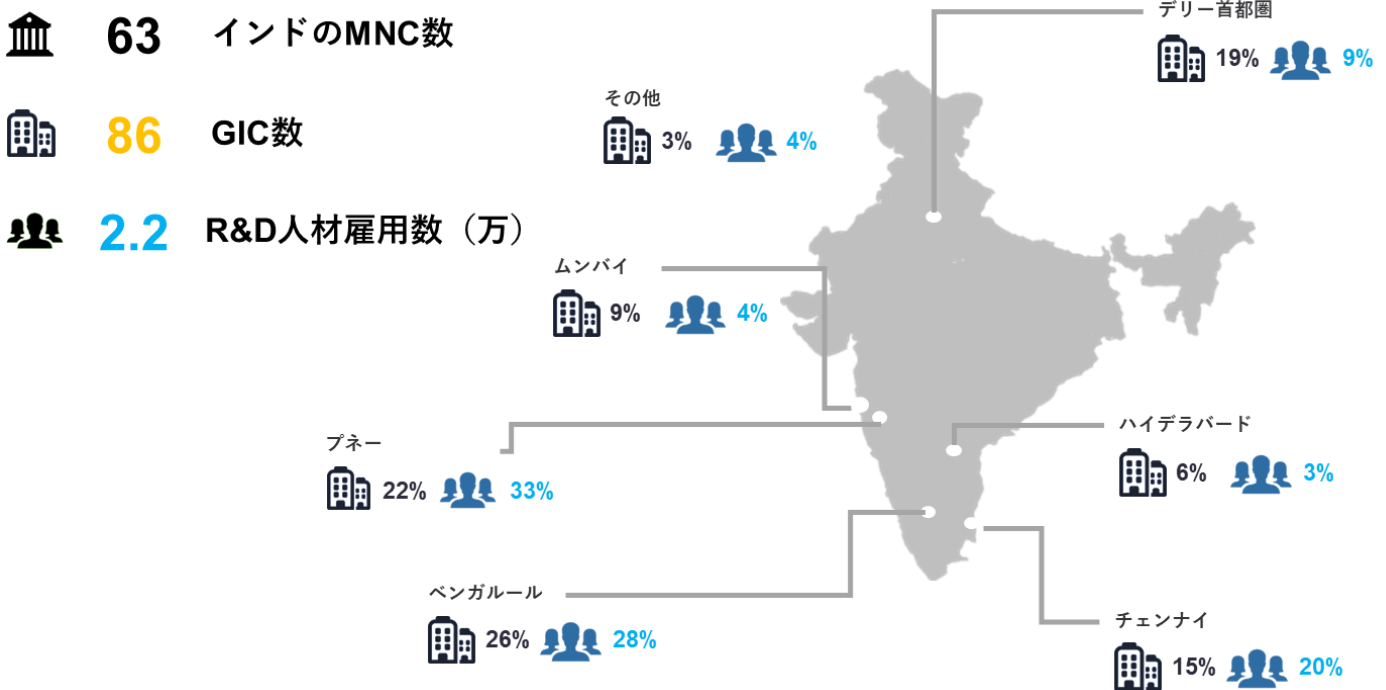 63 インドのMNC数
86 GIC数
2.2 R&D人材雇用数（万）
デリー首都圏
19% 9%
その他
3% 4%
ムンバイ
9% 4%
プネー
22% 33%
ハイデラバード
6% 3%
ベンガルール
26% 28%
チェンナイ
15% 20%